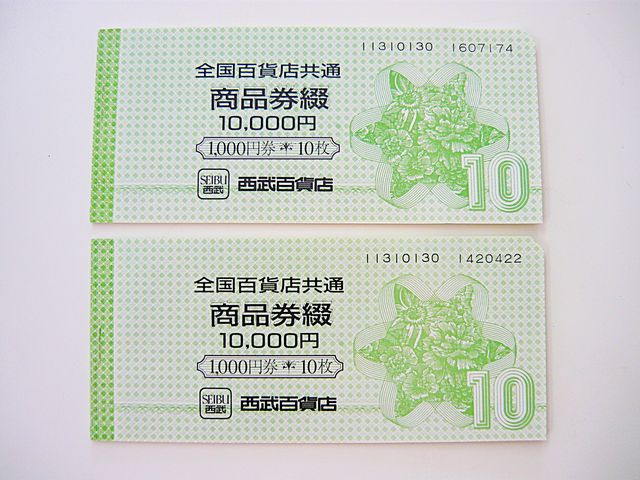 11310130 1607174
全国百貨店共通
商品券綴
10,000円
1,000円券 10枚
SEIBU
西武
西武百貨店
10
11310130 1420422
全国百貨店共通
商品券綴
10,000円
1,000円券 10枚
SEIBU
西武
西武百貨店
10